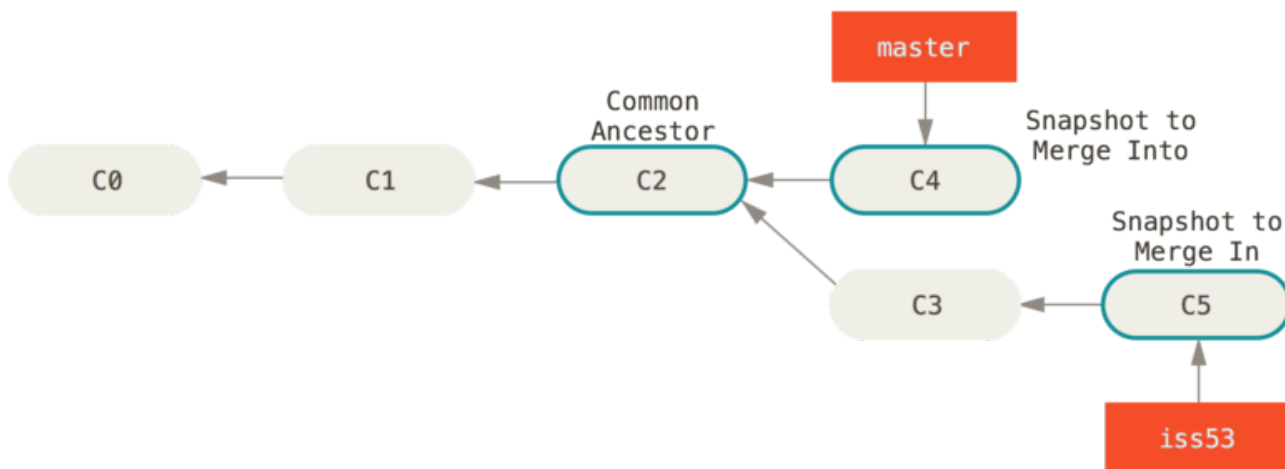 master
Common
Ancestor
Snapshot to
Merge Into
C0
C1
C2
C4
Snapshot to
Merge In
C3
C5
iss53